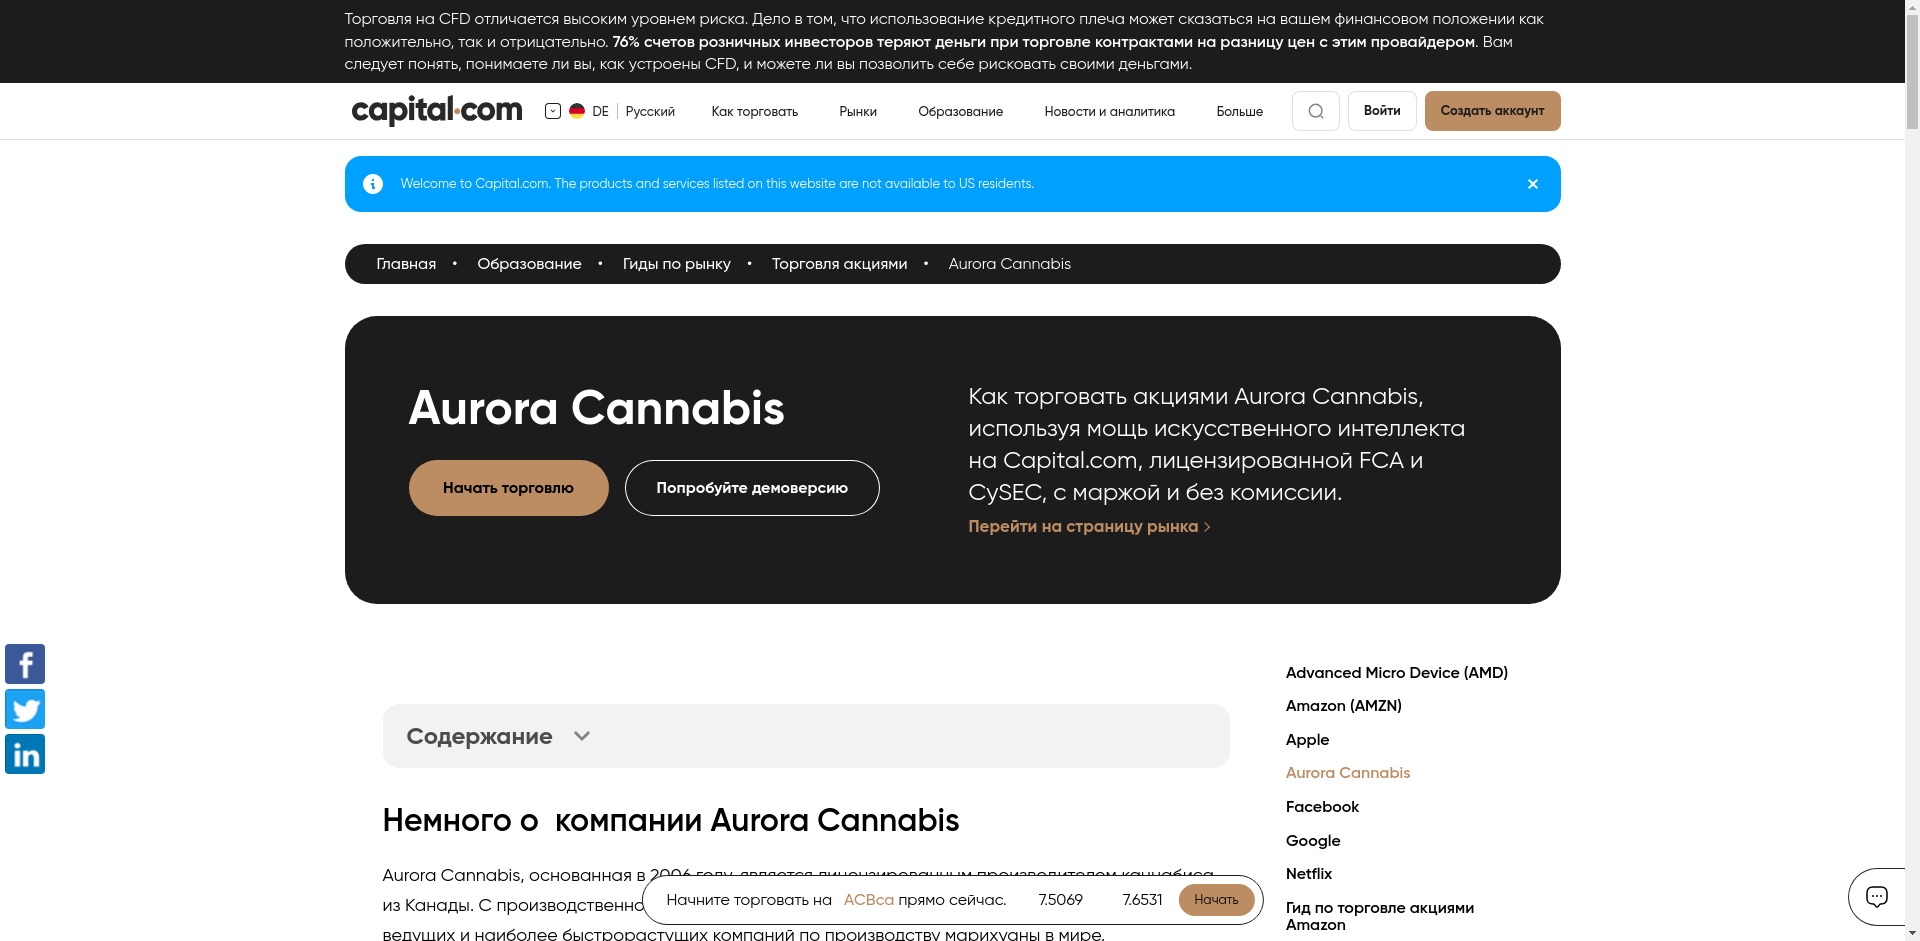 Торговля на CFD отличается высоким уровнем риска. Дело в том, что использование кредитного плеча может сказаться на вашем финансовом положении как
положительно, так и отрицательно. 76% счетов розничных инвесторов теряют деньги при торговле контрактами на разницу цен с этим провайдером. Вам
следует понять, понимаете ли вы, как устроены CFD, и можете ли вы позволить себе рисковать своими деньгами.
capital.com
DE
Русский
Как торговать
Рынки
Образование
Новости и аналитика
Больше
Войти
Создать аккаунт
Welcome to Capital.com. The products and services listed on this website are not available to US residents.
Главная • Образование • Гиды по рынку • Торговля акциями • Aurora Cannabis
Aurora Cannabis
Начать торговлю
Попробуйте демоверсию
Как торговать акциями Aurora Cannabis,
используя мощь искусственного интеллекта
на Capital.com, лицензированной FCA и
CySEC, с маржой и без комиссии.
Перейти на страницу рынка
Содержание
Немного о компании Aurora Cannabis
Aurora Cannabis, основанная в 2006 году, является лицензированным производителем каннабиса
из Канады. С производственно
ведущих и наиболее быстрорастущих компаний по производству марихуаны в мире.
Advanced Micro Device (AMD)
Amazon (AMZN)
Apple
Aurora Cannabis
Facebook
Google
Netflix
Гид по торговле акциями
Amazon
Начните торговать на ACBca прямо сейчас.
7.5069
7.6531
Начать